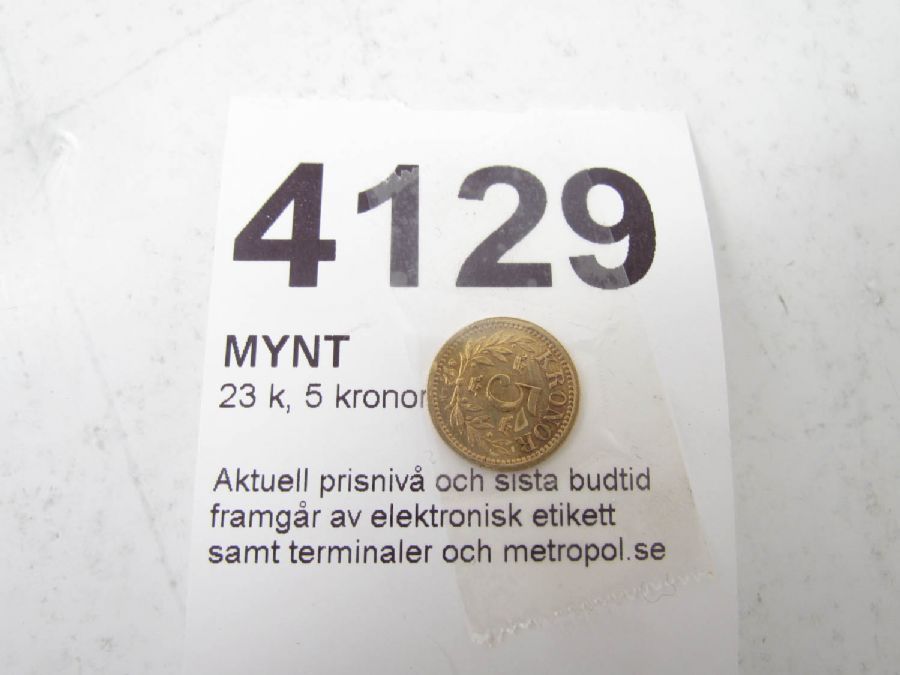 4129
MYNT
23 k, 5 kronor
5 KRONOR
Aktuell prisnivå och sista budtid
framgår av elektronisk etikett
samt terminaler och metropol.se